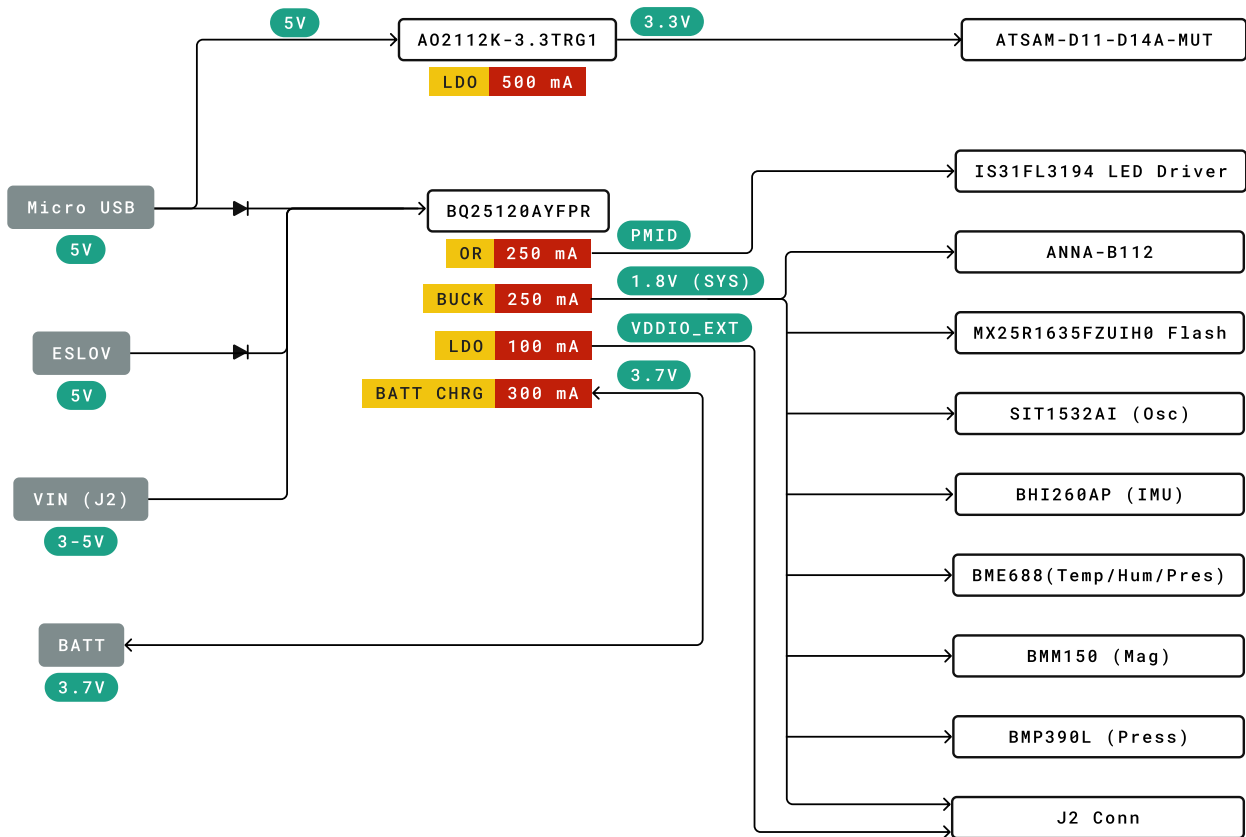 5V
3.3V
AO2112K-3.3TRG1
ATSAM-D11-D14A-MUT
LDO 500 mA
IS31FL3194 LED Driver
Micro USB
5V
BQ25120AYFPR
PMID
OR 250 mA
ANNA-B112
1.8V (SYS)
BUCK 250 mA
VDDIO_EXT
MX25R1635FZUIH0 Flash
LDO 100 mA
ESLOV
5V
3.7V
BATT CHRG 300 mA
SIT1532AI (Osc)
VIN (J2)
3-5V
BHI260AP (IMU)
BME688(Temp/Hum/Pres)
BATT
3.7V
BMM150 (Mag)
BMP390L (Press)
J2 Conn